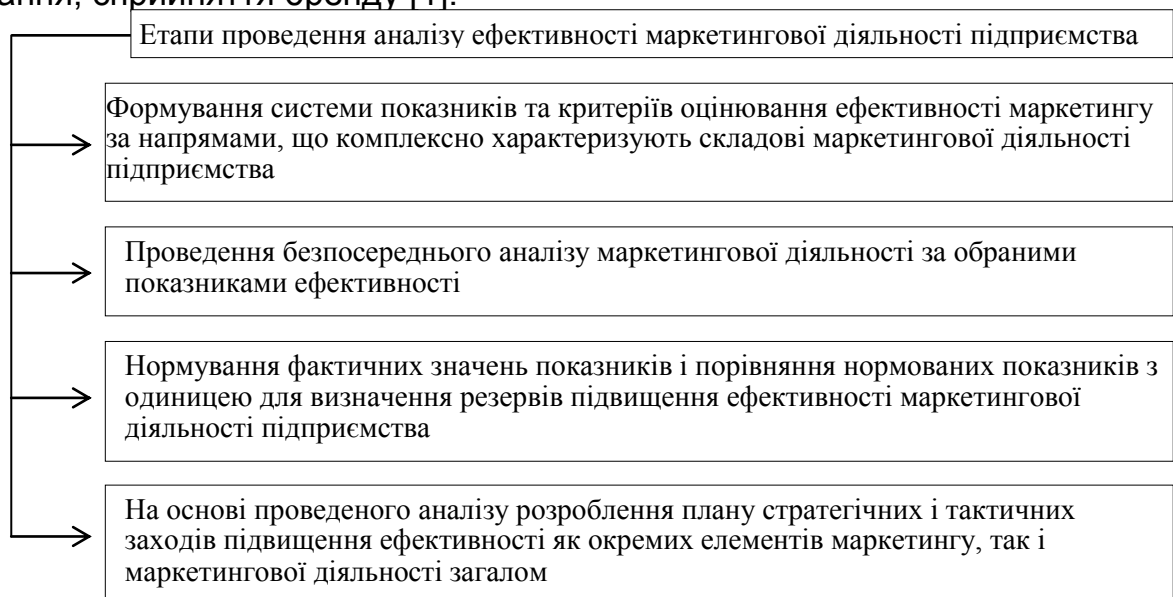 сприйняття бренду
Етапи проведення аналізу ефективності маркетингової діяльності підприємства
Формування системи показників та критеріїв оцінювання ефективності маркетингу
за напрямами, що комплексно характеризують складові маркетингової діяльності
підприємства
Проведення безпосереднього аналізу маркетингової діяльності за обраними
показниками ефективності
Нормування фактичних значень показників і порівняння нормованих показників з
одиницею для визначення резервів підвищення ефективності маркетингової
діяльності підприємства
На основі проведеного аналізу розроблення плану стратегічних і тактичних
заходів підвищення ефективності як окремих елементів маркетингу, так і
маркетингової діяльності загалом